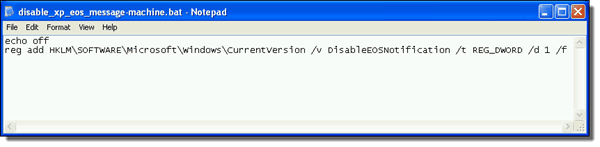 disable_xp_eos_message-machine.bat - Notepad
File Edit Format View Help
echo off
reg add HKLM\SOFTWARE\Microsoft\Windows\CurrentVersion /v DisableEOSNotification /t REG_DWORD /d 1 /f